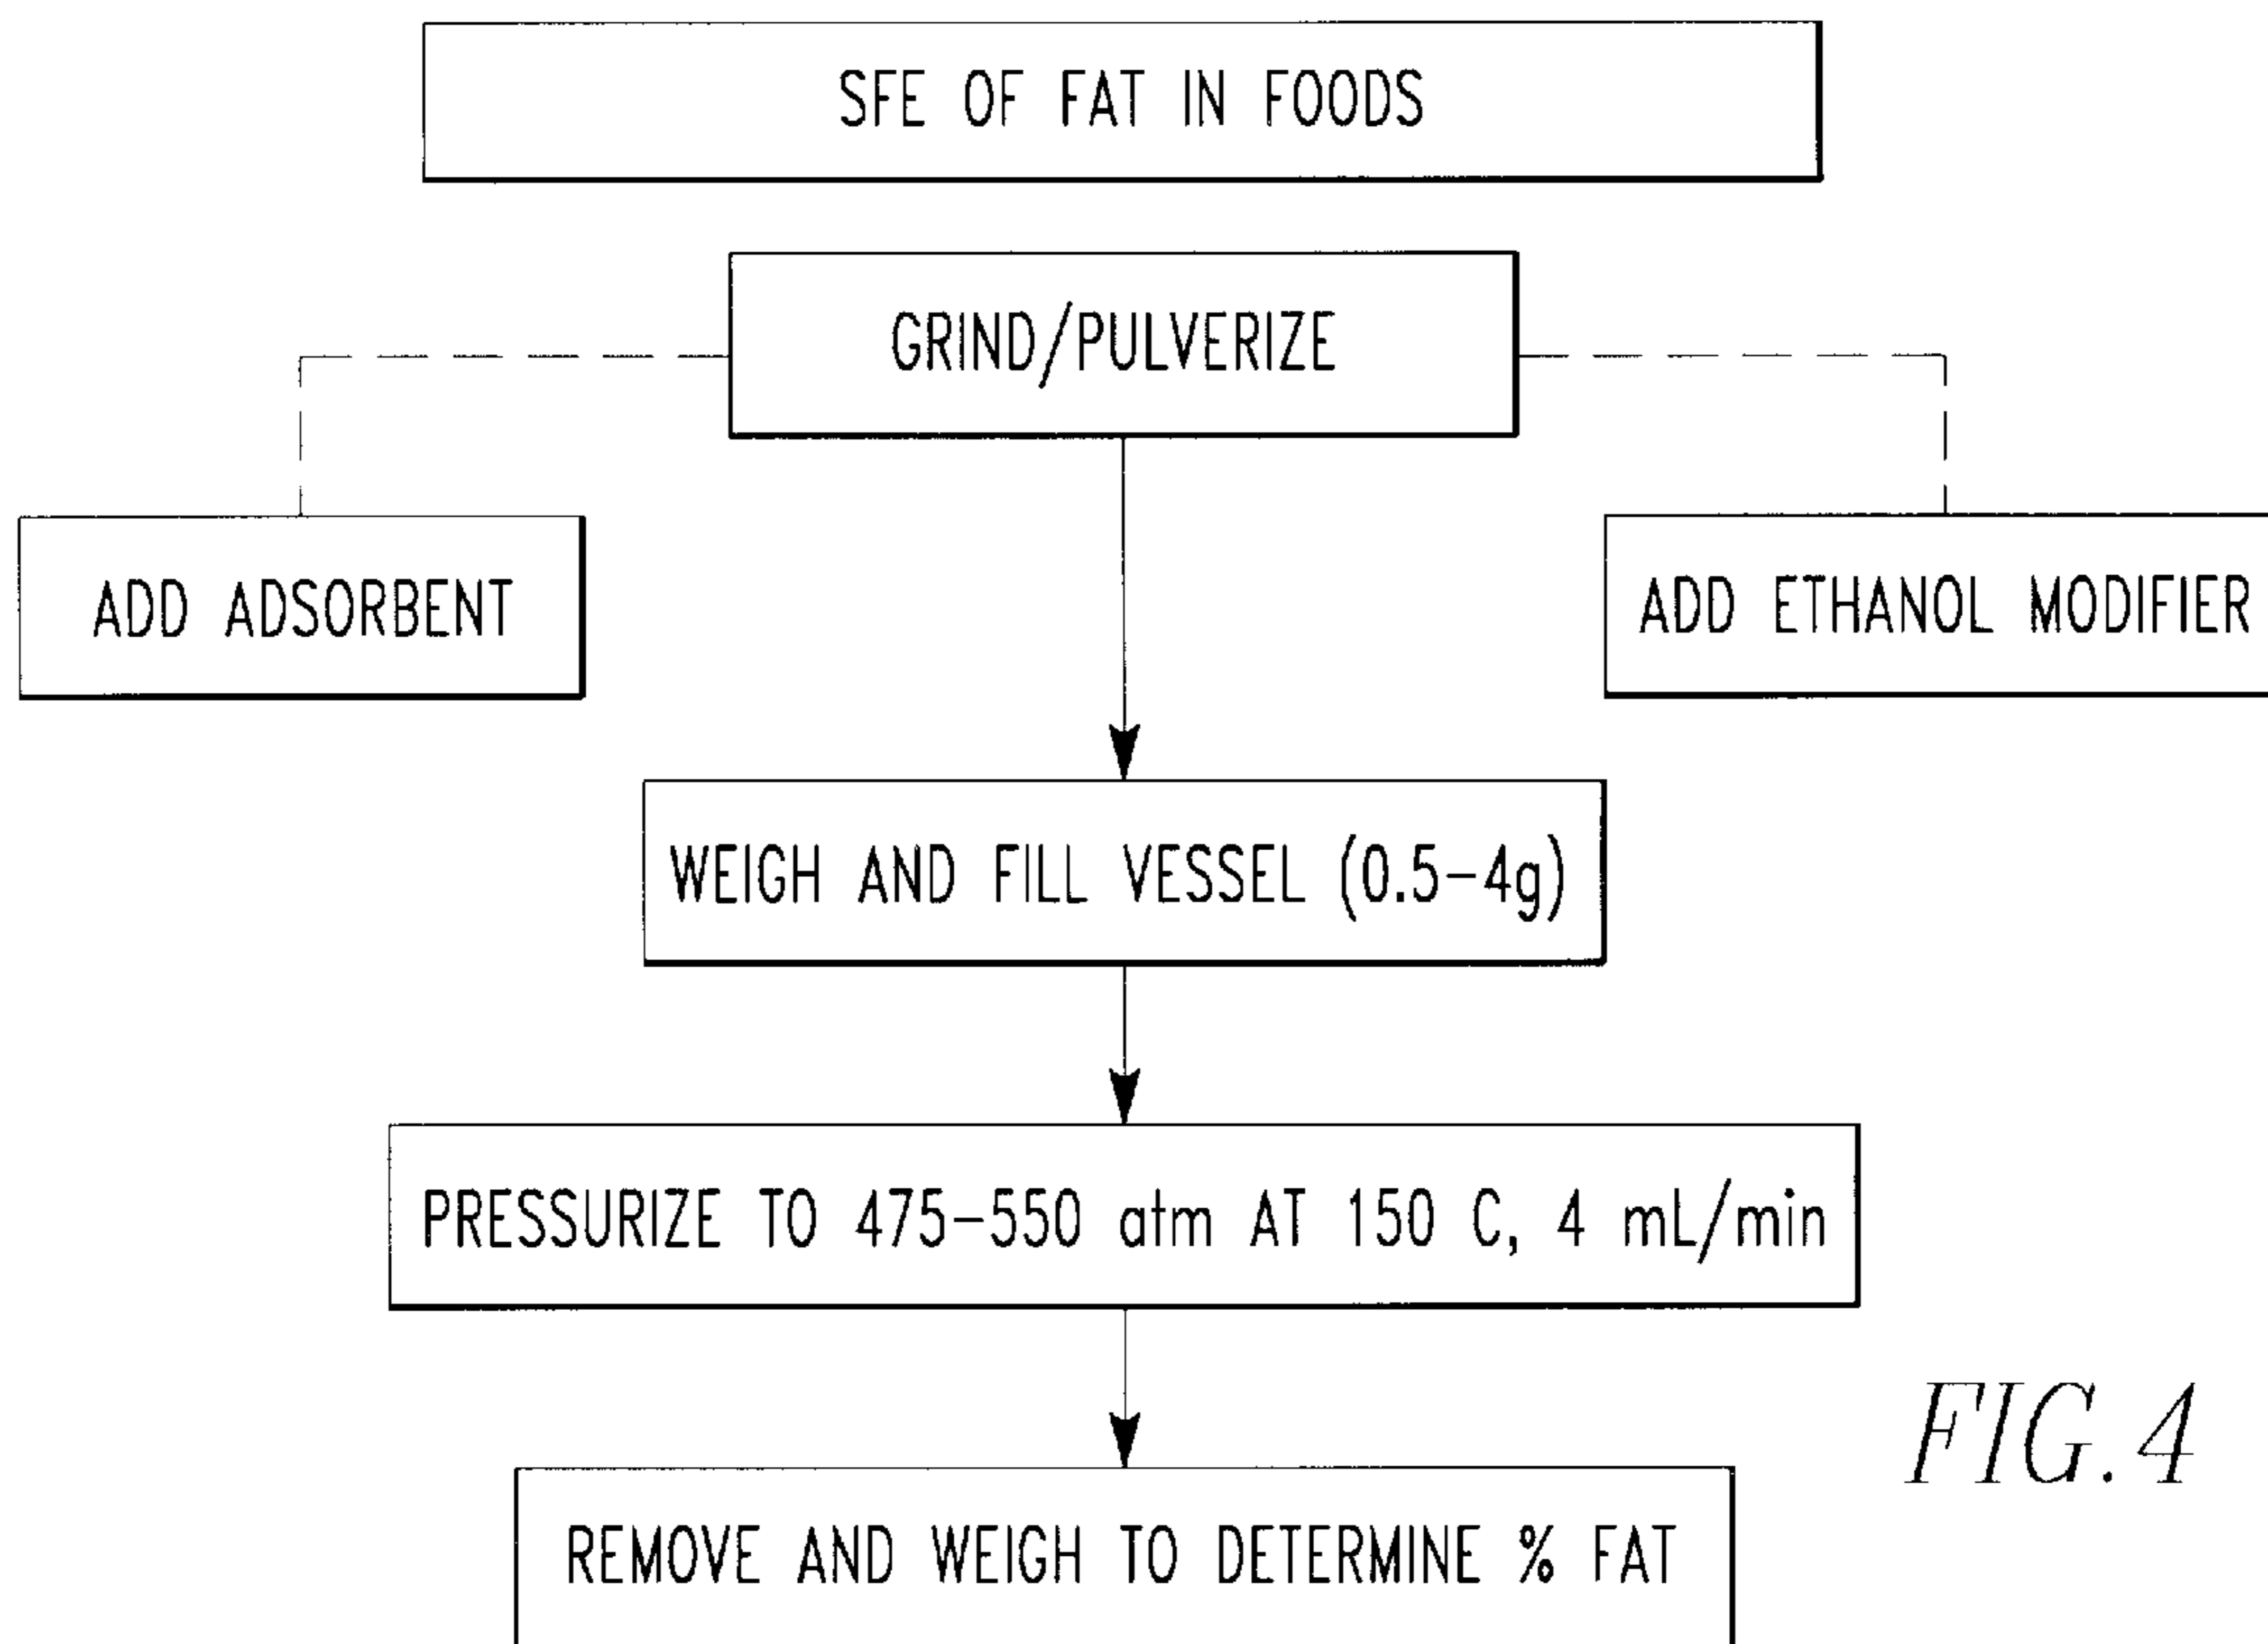 SFE OF FAT IN FOODS
GRIND/PULVERIZE
ADD ADSORBENT
ADD ETHANOL MODIFIER
WEIGH AND FILL VESSEL (0.5-4g)
PRESSURIZE TO 475-550 atm AT 150 C, 4 mL/min
REMOVE AND WEIGH TO DETERMINE % FAT
FIG. 4